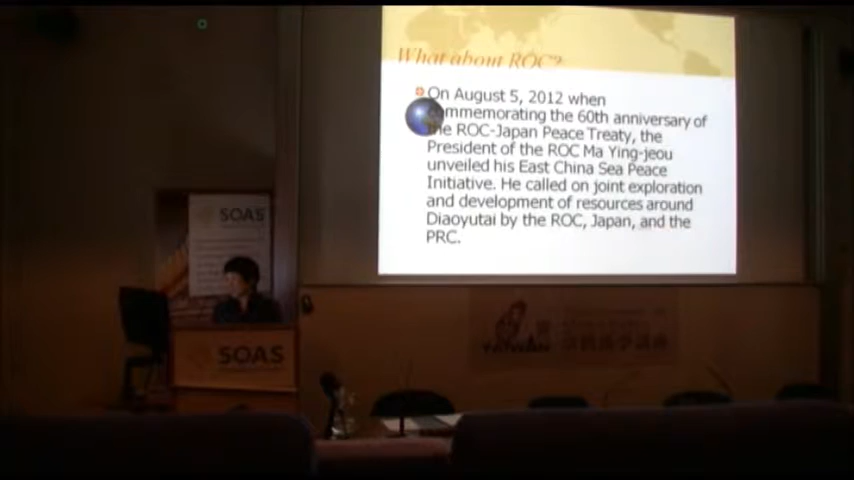 What about ROC?
On August 5, 2012 when
commemorating the 60th anniversary of
the ROC-Japan Peace Treaty, the
President of the ROC Ma Ying-jeou
unveiled his East China Sea Peace
Initiative. He called on joint exploration
and development of resources around
Diaoyutai by the ROC, Japan, and the
PRC.
SOAS
SOAS
TAIWAN